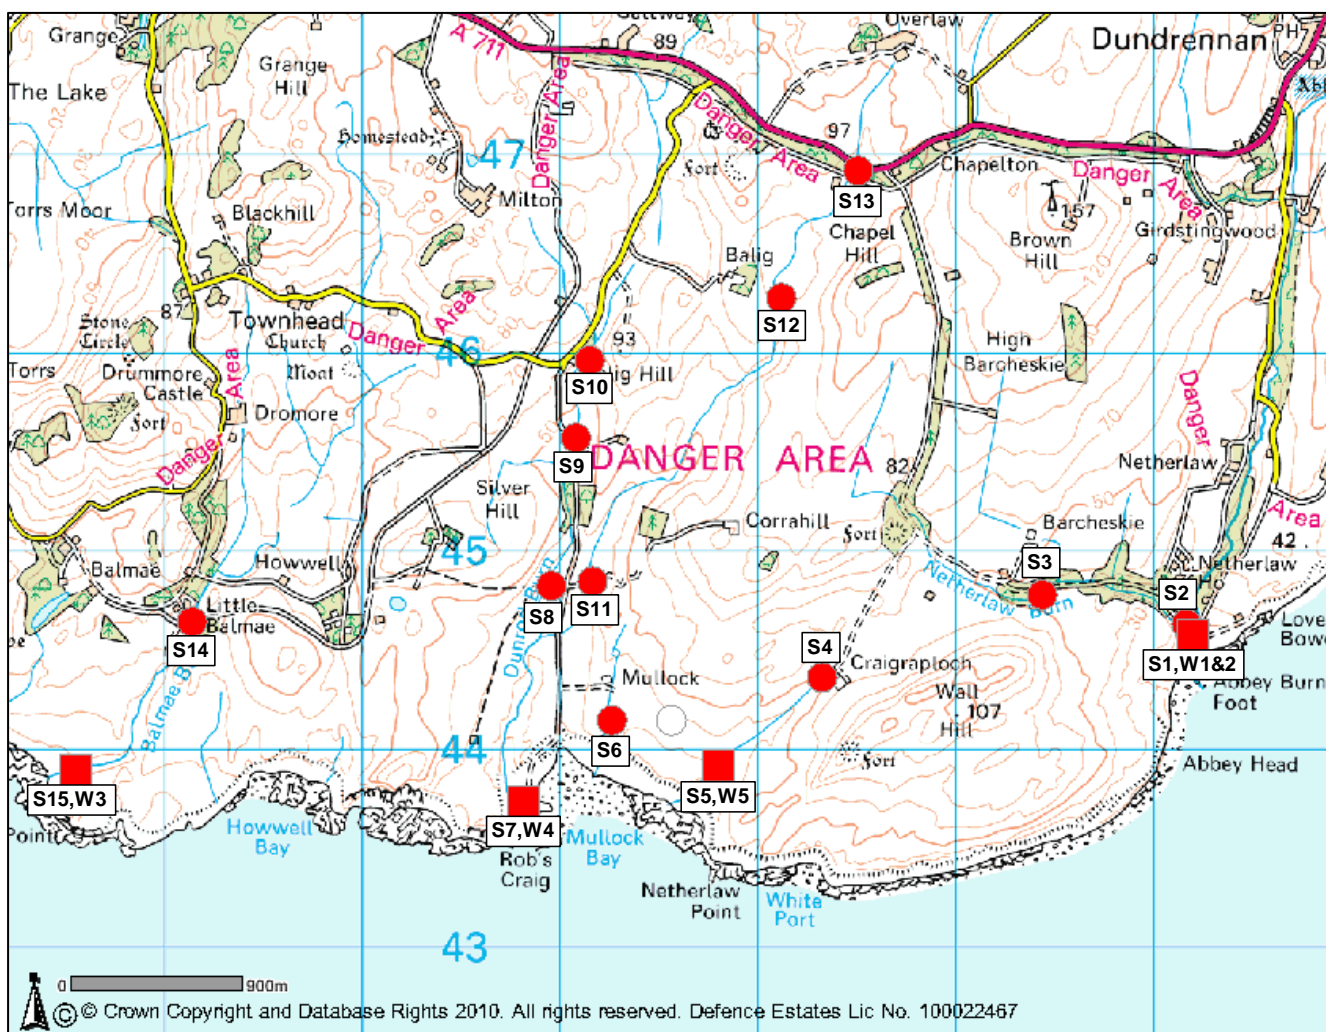 Grange
Gattway
Overlaw
A 711
89
Dundrennan
PH
Grange
Hill
The Lake
Homestead
Danger Area
Danger Area
97
47
Fort
Chapelton
Danger Area
Milton
S13
Torrs Moor
Blackhill
157
Girdstingwood
Chapel
Hill
Brown
Hill
Balig
120
S12
87
Stone
Circle
Townhead
Church
Danger Area
93
High
Barcheskie
46
Torrs
Drummore
Castle
Moat
S10
ig Hill
Area
Danger
Fort
Dromore
S9
DANGER AREA
82
Netherlaw
Danger
Silver
Hill
50
Area
Corrahill
Fort
Barcheskie
42
45
Balmae
Howwell
Netherlaw
S3
S2
Netherlaw Burn
S8
S11
Little
Balmae
S14
Love
Bow
S4
S1,W1&2
Craigraploch
Mullock
Wall
Hill
Abbey Burn
Foot
107
S6
44
Fort
Abbey Head
S15,W3
S5,W5
Point
S7,W4
Howwell
Bay
Mullock
Bay
Rob's
Craig
Netherlaw
Point
White
Port
43
0 900m
© © Crown Copyright and Database Rights 2010. All rights reserved. Defence Estates Lic No. 100022467